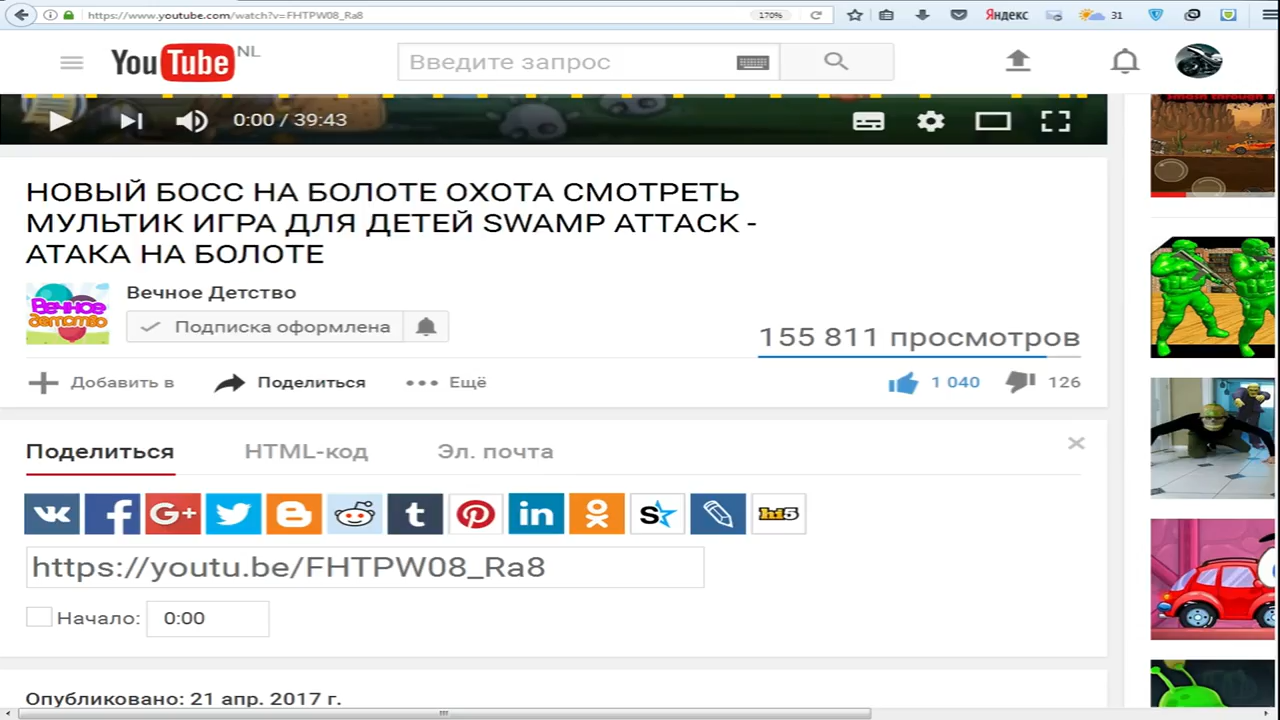 https://www.youtube.com/watch?v=FHTPW08_Ra8
170%
Яндекс
31
YouTube NL
Введите запрос
0:00 / 39:43
НОВЫЙ БОСС НА БОЛОТЕ ОХОТА СМОТРЕТЬ
МУЛЬТИК ИГРА ДЛЯ ДЕТЕЙ SWAMP ATTACK -
АТАКА НА БОЛОТЕ
Вечное детство
Вечное Детство
Подписка оформлена
155 811 просмотров
Добавить в
Поделиться
Ещё
1 040
126
Поделиться
HTML-код
Эл. почта
hi5
https://youtu.be/FHTPW08_Ra8
Начало:
0:00
Опубликовано: 21 апр. 2017 г.